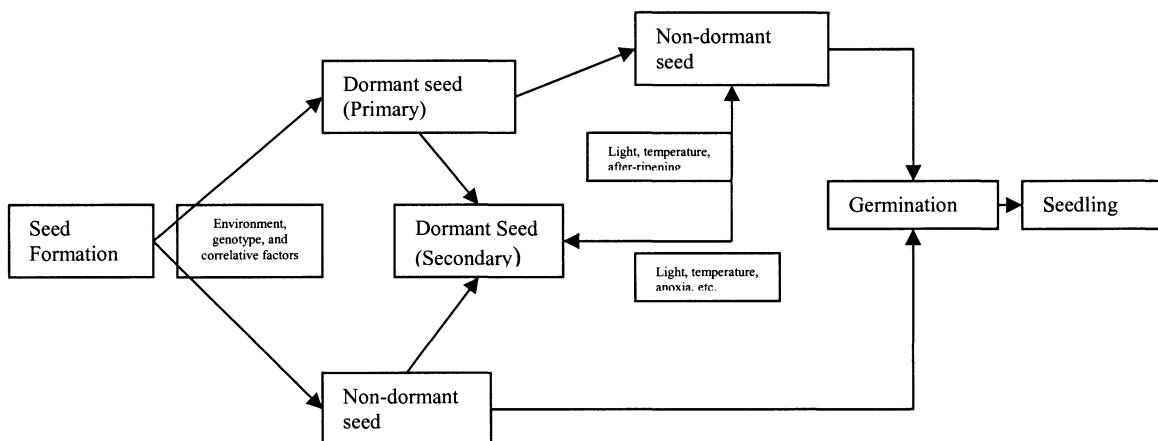 Non-dormant
seed
Dormant seed
(Primary)
Light, temperature,
after-ripening
Seed
Formation
Environment,
genotype, and
correlative factors
Dormant Seed
(Secondary)
Germination
Seedling
Light, temperature,
anoxia, etc.
Non-dormant
seed